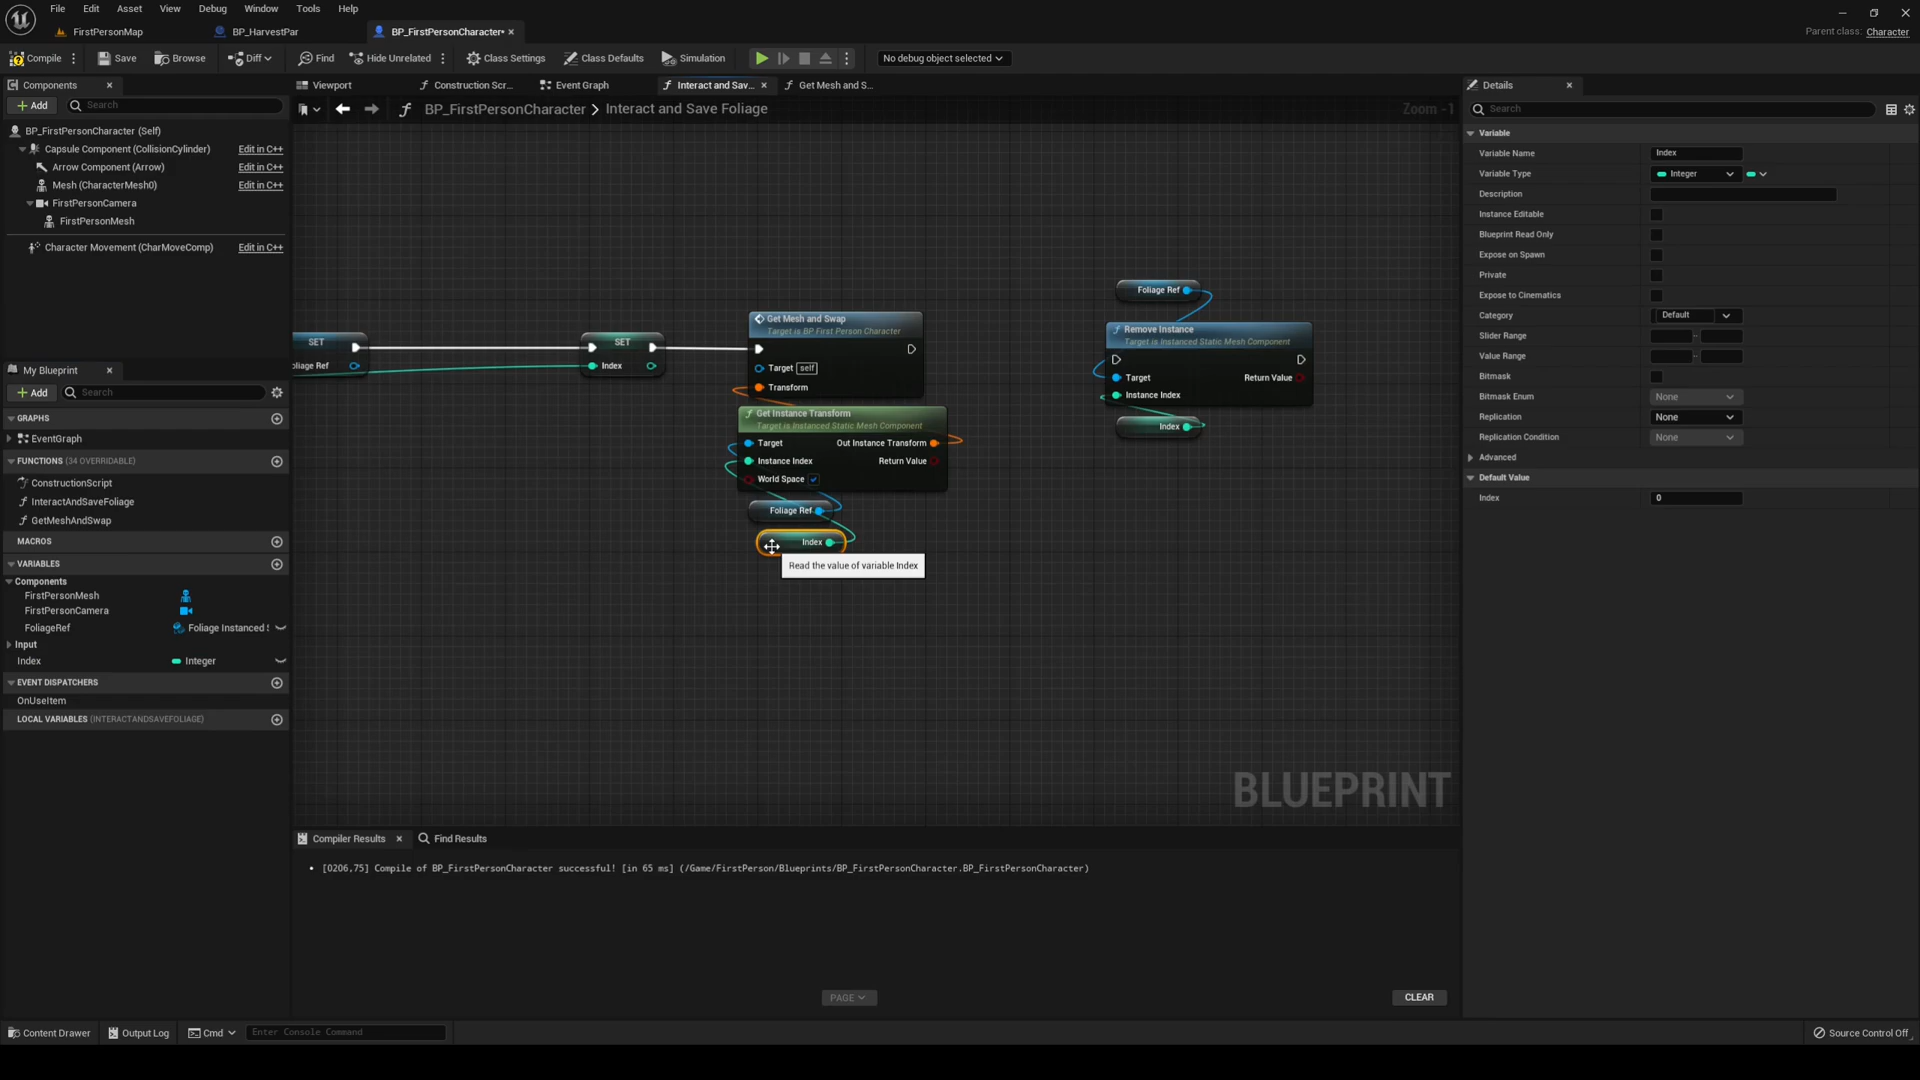 File Edit Asset View Debug Window Tools Help
FirstPersonMap BP_HarvestPar BP_FirstPersonCharacter•
Parent class: Character
Compile Save Browse Diff Find Hide Unrelated Class Settings Class Defaults Simulation No debug object selected
Components
Add Search
BP_FirstPersonCharacter (Self)
Capsule Component (CollisionCylinder) Edit in C++
Arrow Component (Arrow) Edit in C++
Mesh (CharacterMesh0) Edit in C++
FirstPersonCamera
FirstPersonMesh
Character Movement (CharMoveComp) Edit in C++
My Blueprint
Add Search
GRAPHS
EventGraph
FUNCTIONS (34 OVERRIDABLE)
ConstructionScript
InteractAndSaveFoliage
GetMeshAndSwap
MACROS
VARIABLES
Components
FirstPersonMesh
FirstPersonCamera
FoliageRef Foliage Instanced S
Input
Index Integer
EVENT DISPATCHERS
OnUseItem
LOCAL VARIABLES (INTERACTANDSAVEFOLIAGE)
Viewport Construction Scr... Event Graph Interact and Sav... Get Mesh and S...
BP_FirstPersonCharacter > Interact and Save Foliage
Zoom -1
SET
oliage Ref
SET
Index
Get Mesh and Swap
Target is BP First Person Character
Target self
Transform
Get Instance Transform
Target is Instanced Static Mesh Component
Target Out Instance Transform
Instance Index Return Value
World Space
Foliage Ref
Index
Read the value of variable Index
Foliage Ref
Remove Instance
Target is Instanced Static Mesh Component
Target Return Value
Instance Index
Index
BLUEPRINT
Compiler Results Find Results
[0206,75] Compile of BP_FirstPersonCharacter successful! [in 65 ms] (/Game/FirstPerson/Blueprints/BP_FirstPersonCharacter.BP_FirstPersonCharacter)
PAGE
CLEAR
Details
Search
Variable
Variable Name Index
Variable Type Integer
Description
Instance Editable
Blueprint Read Only
Expose on Spawn
Private
Expose to Cinematics
Category Default
Slider Range
Value Range
Bitmask
Bitmask Enum None
Replication None
Replication Condition None
Advanced
Default Value
Index 0
Content Drawer Output Log Cmd Enter Console Command
Source Control Off